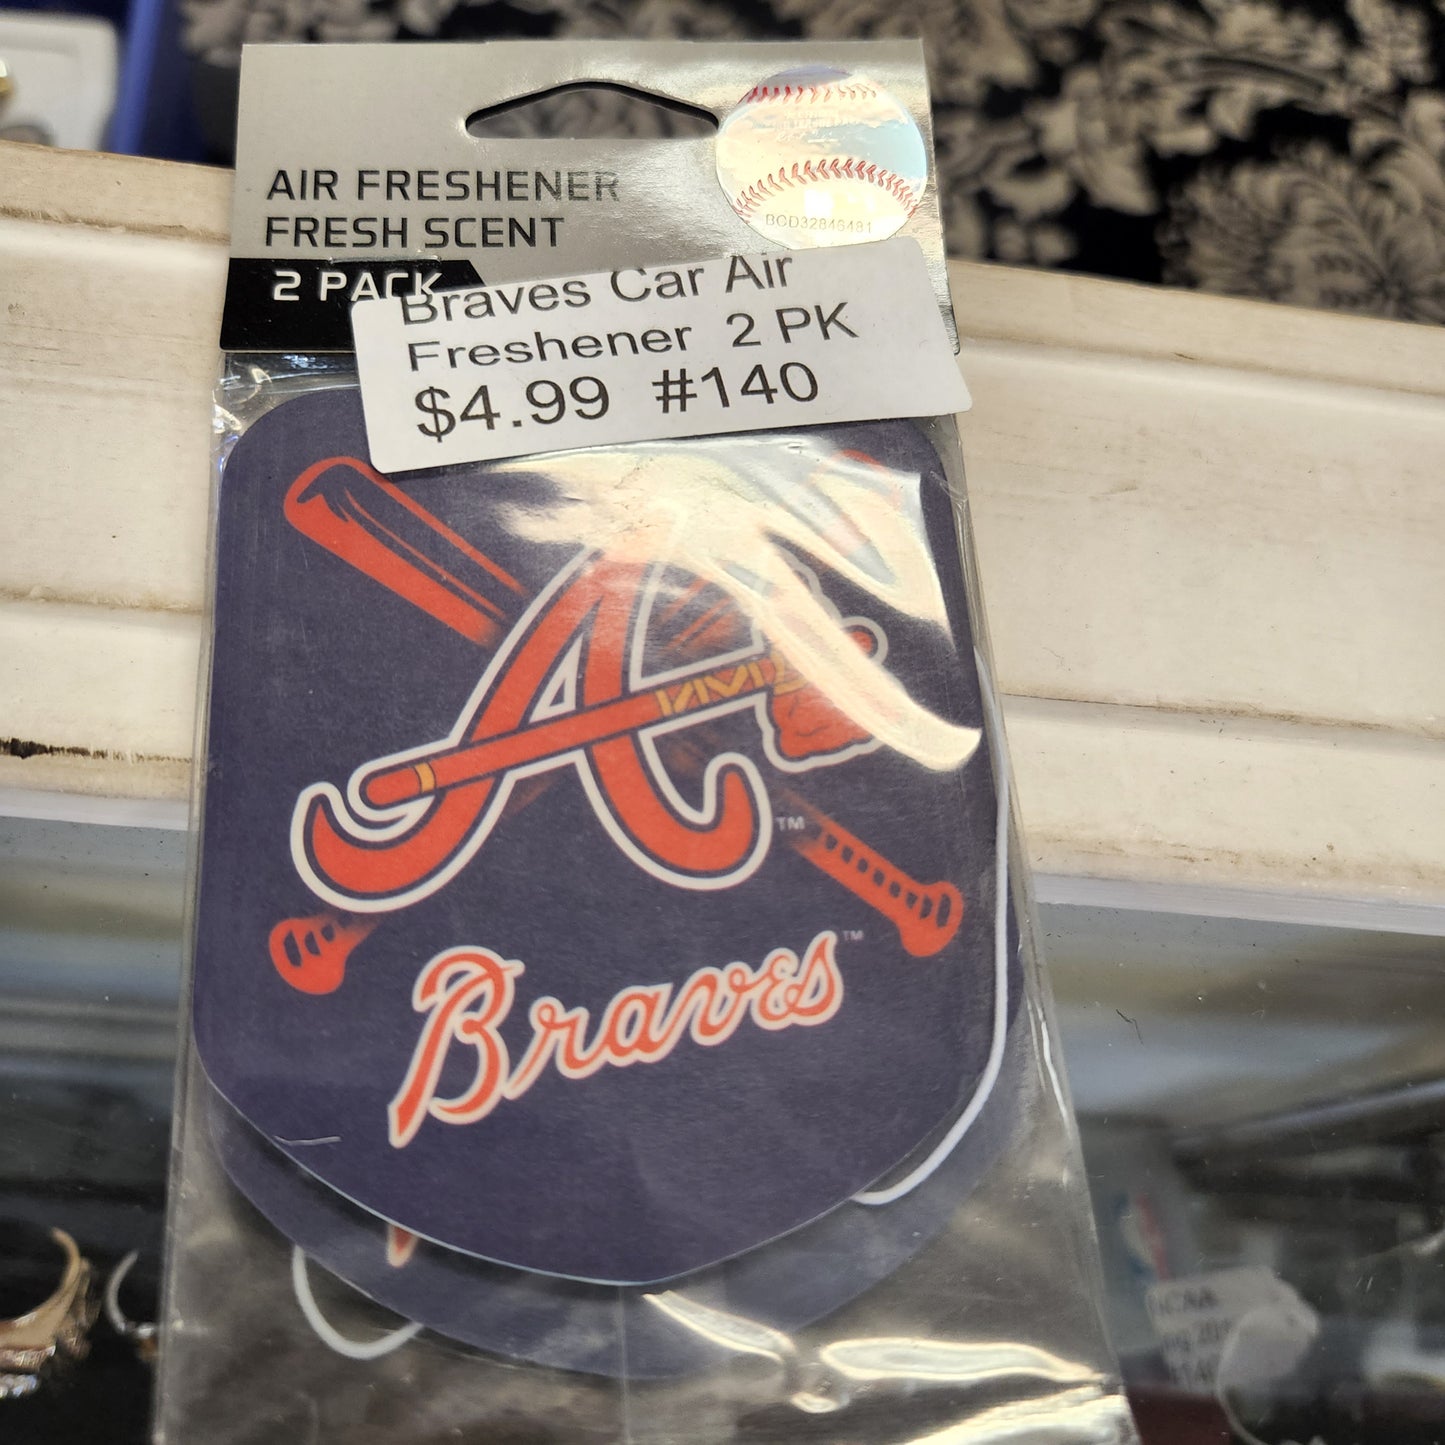 AIR FRESHENER
FRESH SCENT
2 PACK
BCD32846481
Braves Car Air
Freshener 2 PK
$4.99 #140
A
TM
Braves
TM